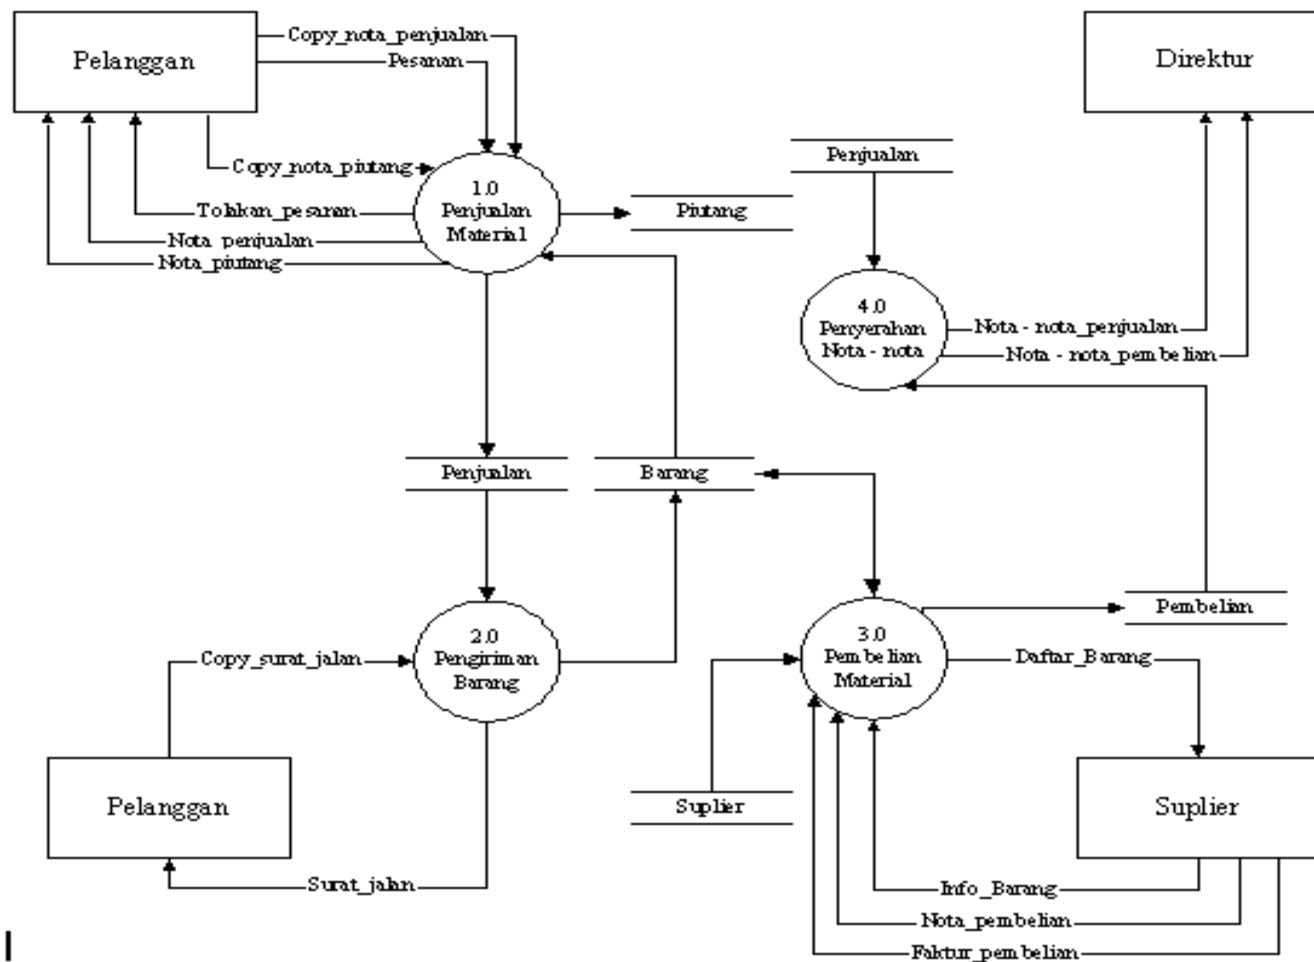 Copy_nota_penjualan
Pelanggan
Pesanan
Direktur
Copy_nota_piutang
Penjualan
1.0
Penjualan
Material
Tolakan_pesanan
Piutang
Nota_penjualan
Nota_piutang
4.0
Penyerahan
Nota - nota
Nota - nota_penjualan
Nota - nota_pembelian
Penjualan
Barang
Pembelian
2.0
Pengiriman
Barang
Copy_surat_jalan
3.0
Pembelian
Material
Daftar_Barang
Pelanggan
Suplier
Suplier
Surat_jalan
Info_Barang
Nota_pembelian
Faktur_pembelian